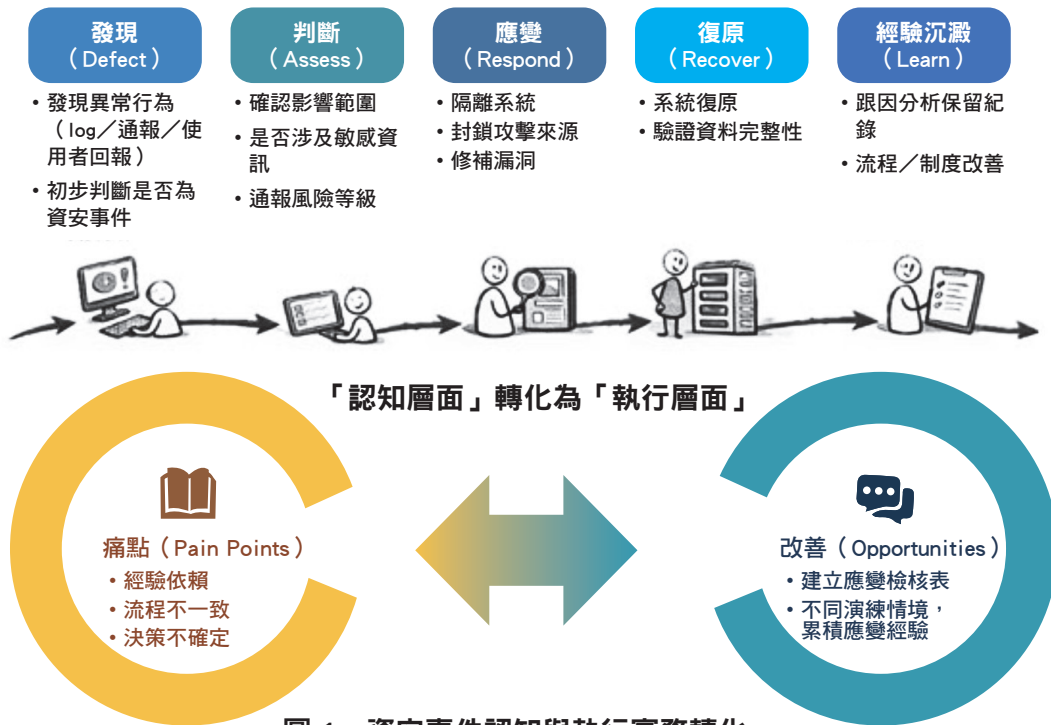 發現
（Defect）
判斷
（Assess）
應變
（Respond）
復原
（Recover）
經驗沉澱
（Learn）
・發現異常行為
（log／通報／使
用者回報）
・初步判斷是否為
資安事件
・確認影響範圍
・是否涉及敏感資
訊
・通報風險等級
・隔離系統
・封鎖攻擊來源
・修補漏洞
・系統復原
・驗證資料完整性
・跟因分析保留紀
錄
・流程／制度改善
「認知層面」轉化為「執行層面」
痛點（Pain Points）
・經驗依賴
・流程不一致
・決策不確定
改善（Opportunities）
・建立應變檢核表
・不同演練情境，
累積應變經驗